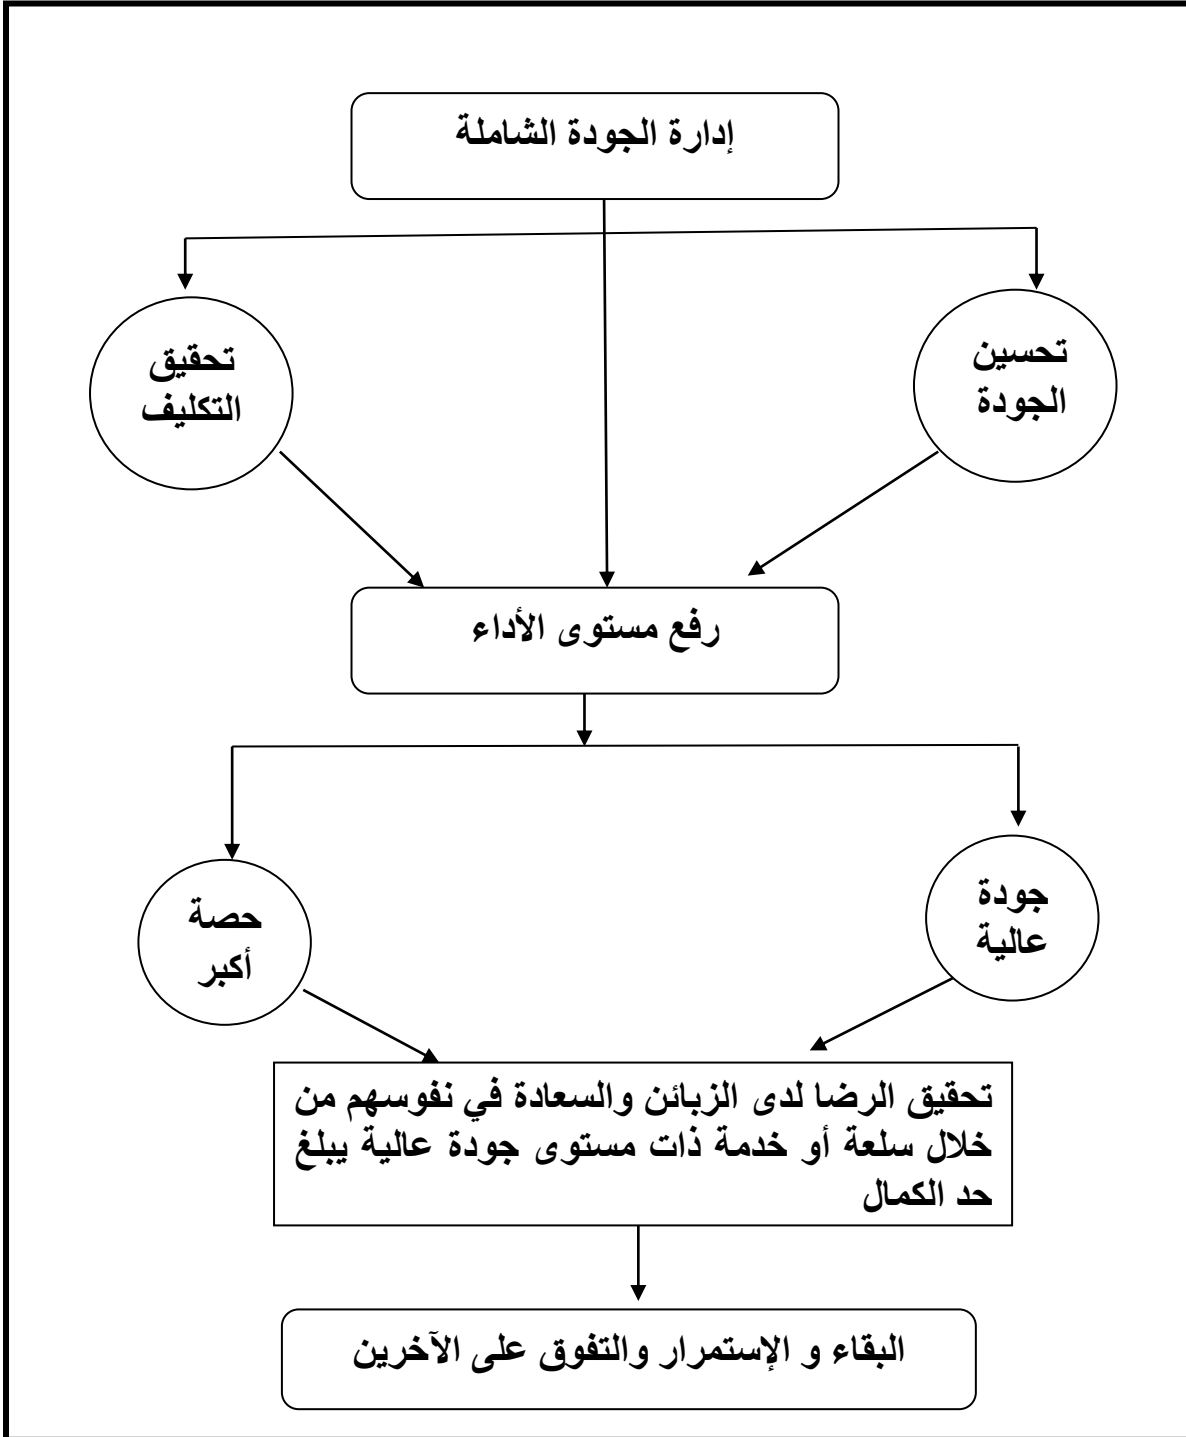 إدارة الجودة الشاملة
تحسين
الجودة
تحقيق
التكليف
رفع مستوى الأداء
جودة
عالية
حصة
أكبر
تحقيق الرضا لدى الزبائن والسعادة في نفوسهم من
خلال سلعة أو خدمة ذات مستوى جودة عالية يبلغ
حد الكمال
البقاء و الإستمرار والتفوق على الآخرين